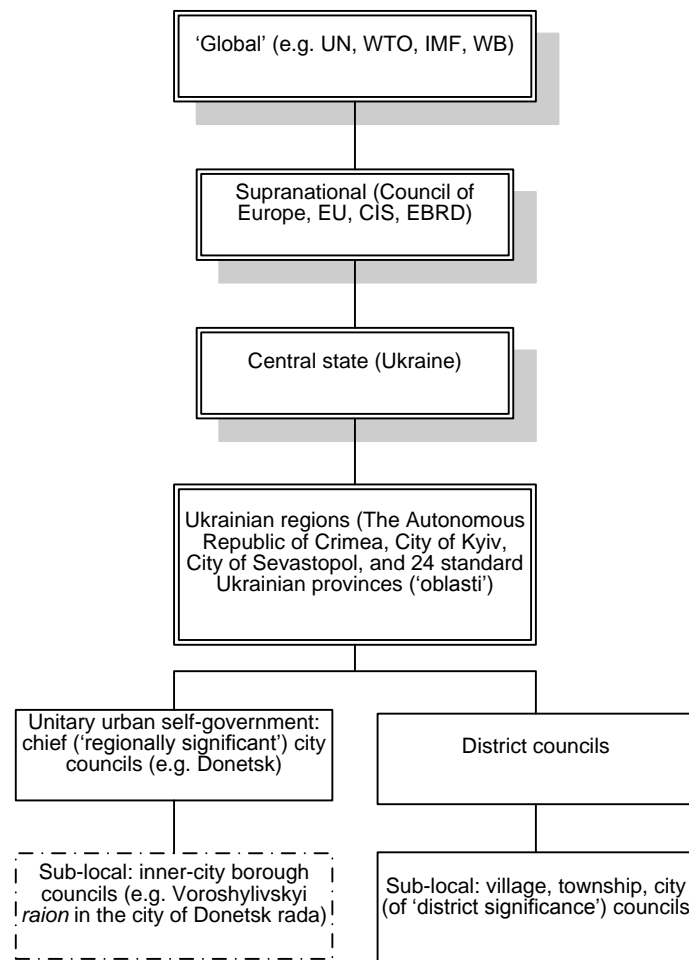 ‘Global’ (e.g. UN, WTO, IMF, WB)
Supranational (Council of
Europe, EU, CIS, EBRD)
Central state (Ukraine)
Ukrainian regions (The Autonomous
Republic of Crimea, City of Kyiv,
City of Sevastopol, and 24 standard
Ukrainian provinces (‘oblasti’)
Unitary urban self-government:
chief (‘regionally significant’) city
councils (e.g. Donetsk)
District councils
Sub-local: inner-city borough
councils (e.g. Voroshylivskyi
raion in the city of Donetsk rada)
Sub-local: village, township, city
(of ‘district significance’) councils